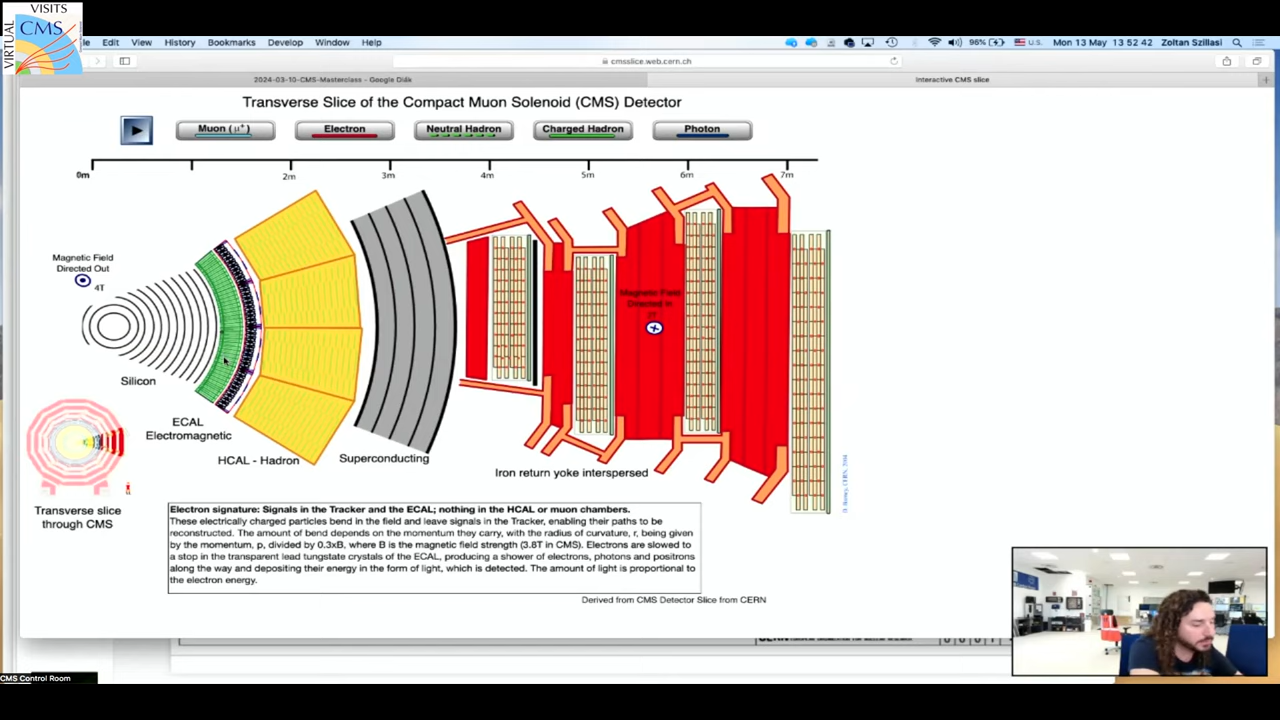 VISITS
CMS
VIRTUAL
Edit View History Bookmarks Develop Window Help
96% U.S. Mon 13 May 13 52 42 Zoltan Szillasi
cmsslice.web.cern.ch
2024-03-10-CMS-Masterclass - Google Diák
Interactive CMS slice
Transverse Slice of the Compact Muon Solenoid (CMS) Detector
Muon (μ+) Electron Neutral Hadron Charged Hadron Photon
0m 2m 3m 4m 5m 6m 7m
Magnetic Field
Directed Out
4T
Magnetic Field
Directed In
Silicon
ECAL
Electromagnetic
HCAL - Hadron
Superconducting
Iron return yoke interspersed
Transverse slice
through CMS
Electron signature: Signals in the Tracker and the ECAL; nothing in the HCAL or muon chambers.
These electrically charged particles bend in the field and leave signals in the Tracker, enabling their paths to be
reconstructed. The amount of bend depends on the momentum they carry, with the radius of curvature, r, being given
by the momentum, p, divided by 0.3xB, where B is the magnetic field strength (3.8T in CMS). Electrons are slowed to
a stop in the transparent lead tungstate crystals of the ECAL, producing a shower of electrons, photons and positrons
along the way and depositing their energy in the form of light, which is detected. The amount of light is proportional to
the electron energy.
Derived from CMS Detector Slice from CERN
CMS Control Room